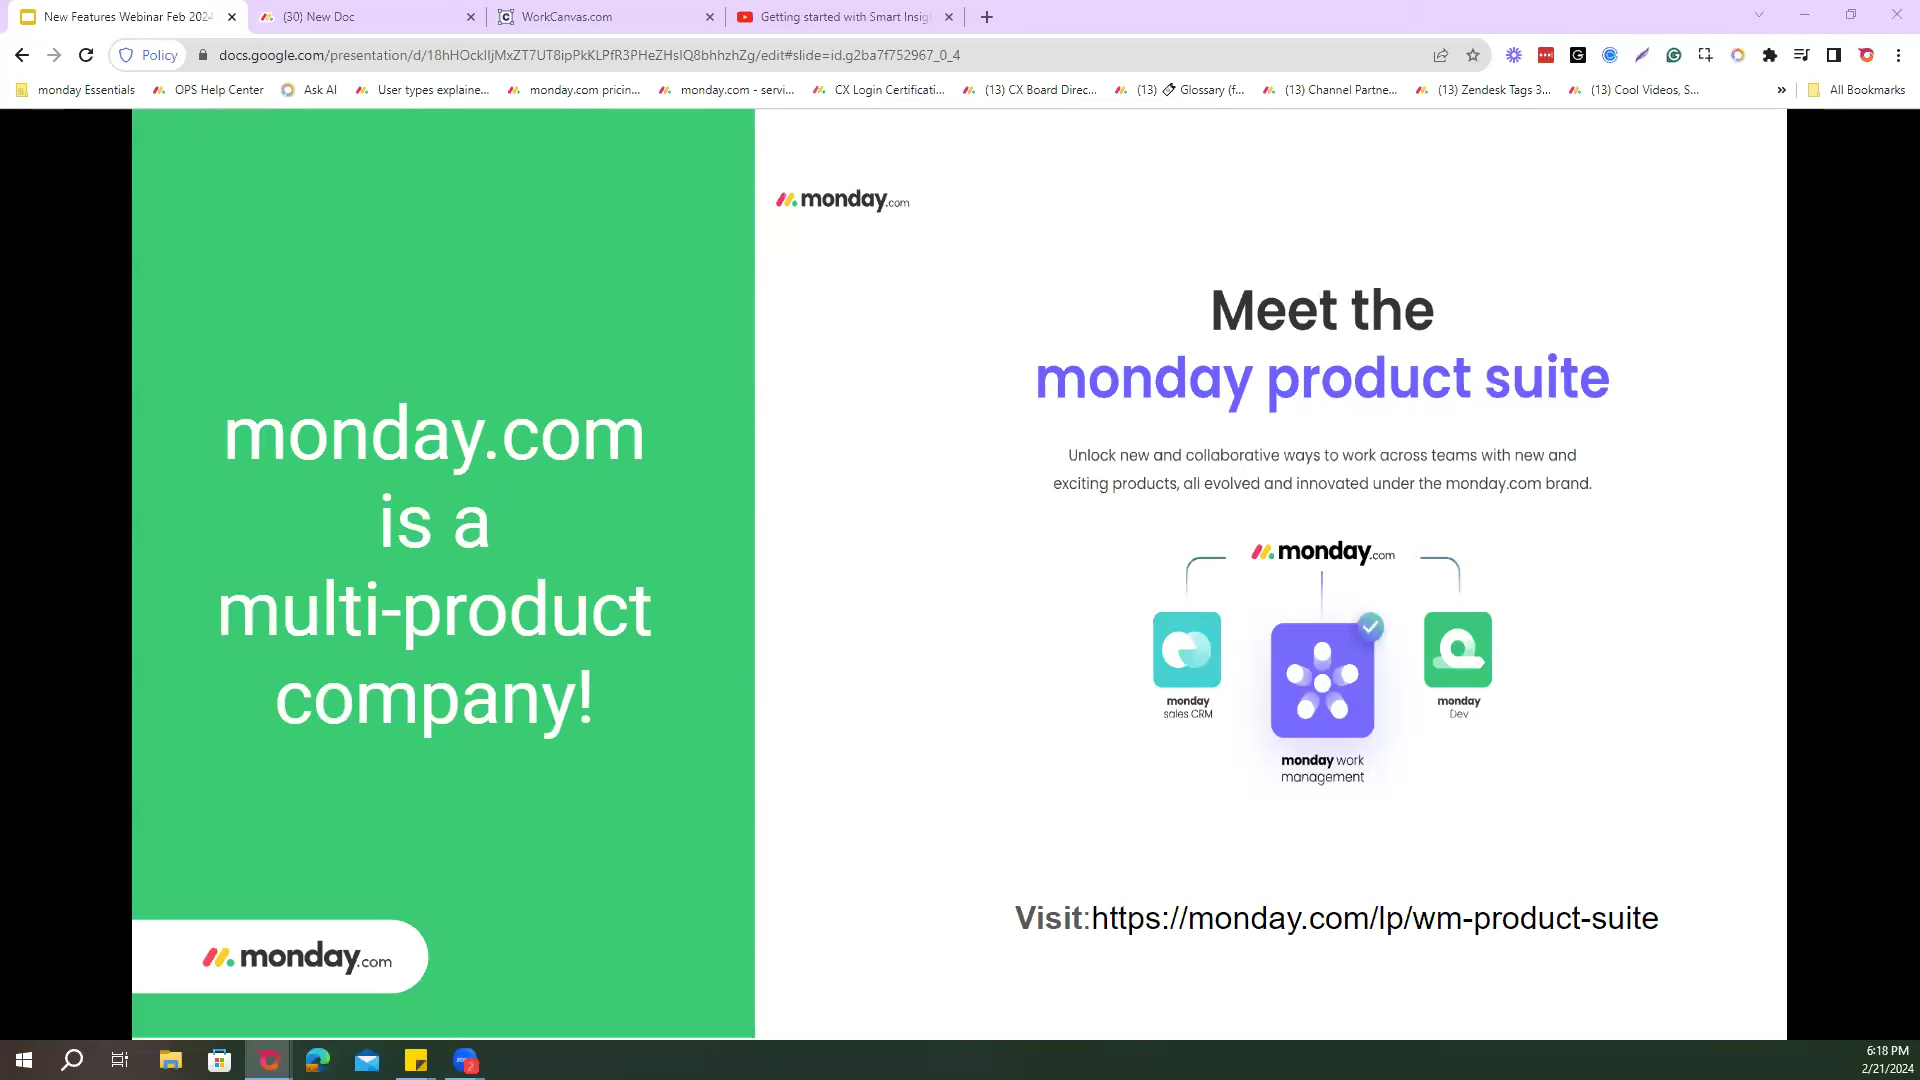 New Features Webinar Feb 2024
(30) New Doc
WorkCanvas.com
Getting started with Smart Insig
Policy
docs.google.com/presentation/d/18hHOckIIjMxZT7UT8ipPkKLPfR3PHeZHsIQ8bhhzhZg/edit#slide=id.g2ba7f752967_0_4
monday Essentials
OPS Help Center
Ask AI
User types explaine...
monday.com pricin...
monday.com - servi...
CX Login Certificati...
(13) CX Board Direc...
(13) Glossary (f...
(13) Channel Partne...
(13) Zendesk Tags 3...
(13) Cool Videos, S...
»
All Bookmarks
monday.com
is a
multi-product
company!
monday.com
monday.com
Meet the
monday product suite
Unlock new and collaborative ways to work across teams with new and
exciting products, all evolved and innovated under the monday.com brand.
monday.com
monday
sales CRM
monday work
management
monday
Dev
Visit:https://monday.com/lp/wm-product-suite
2
6:18 PM
2/21/2024